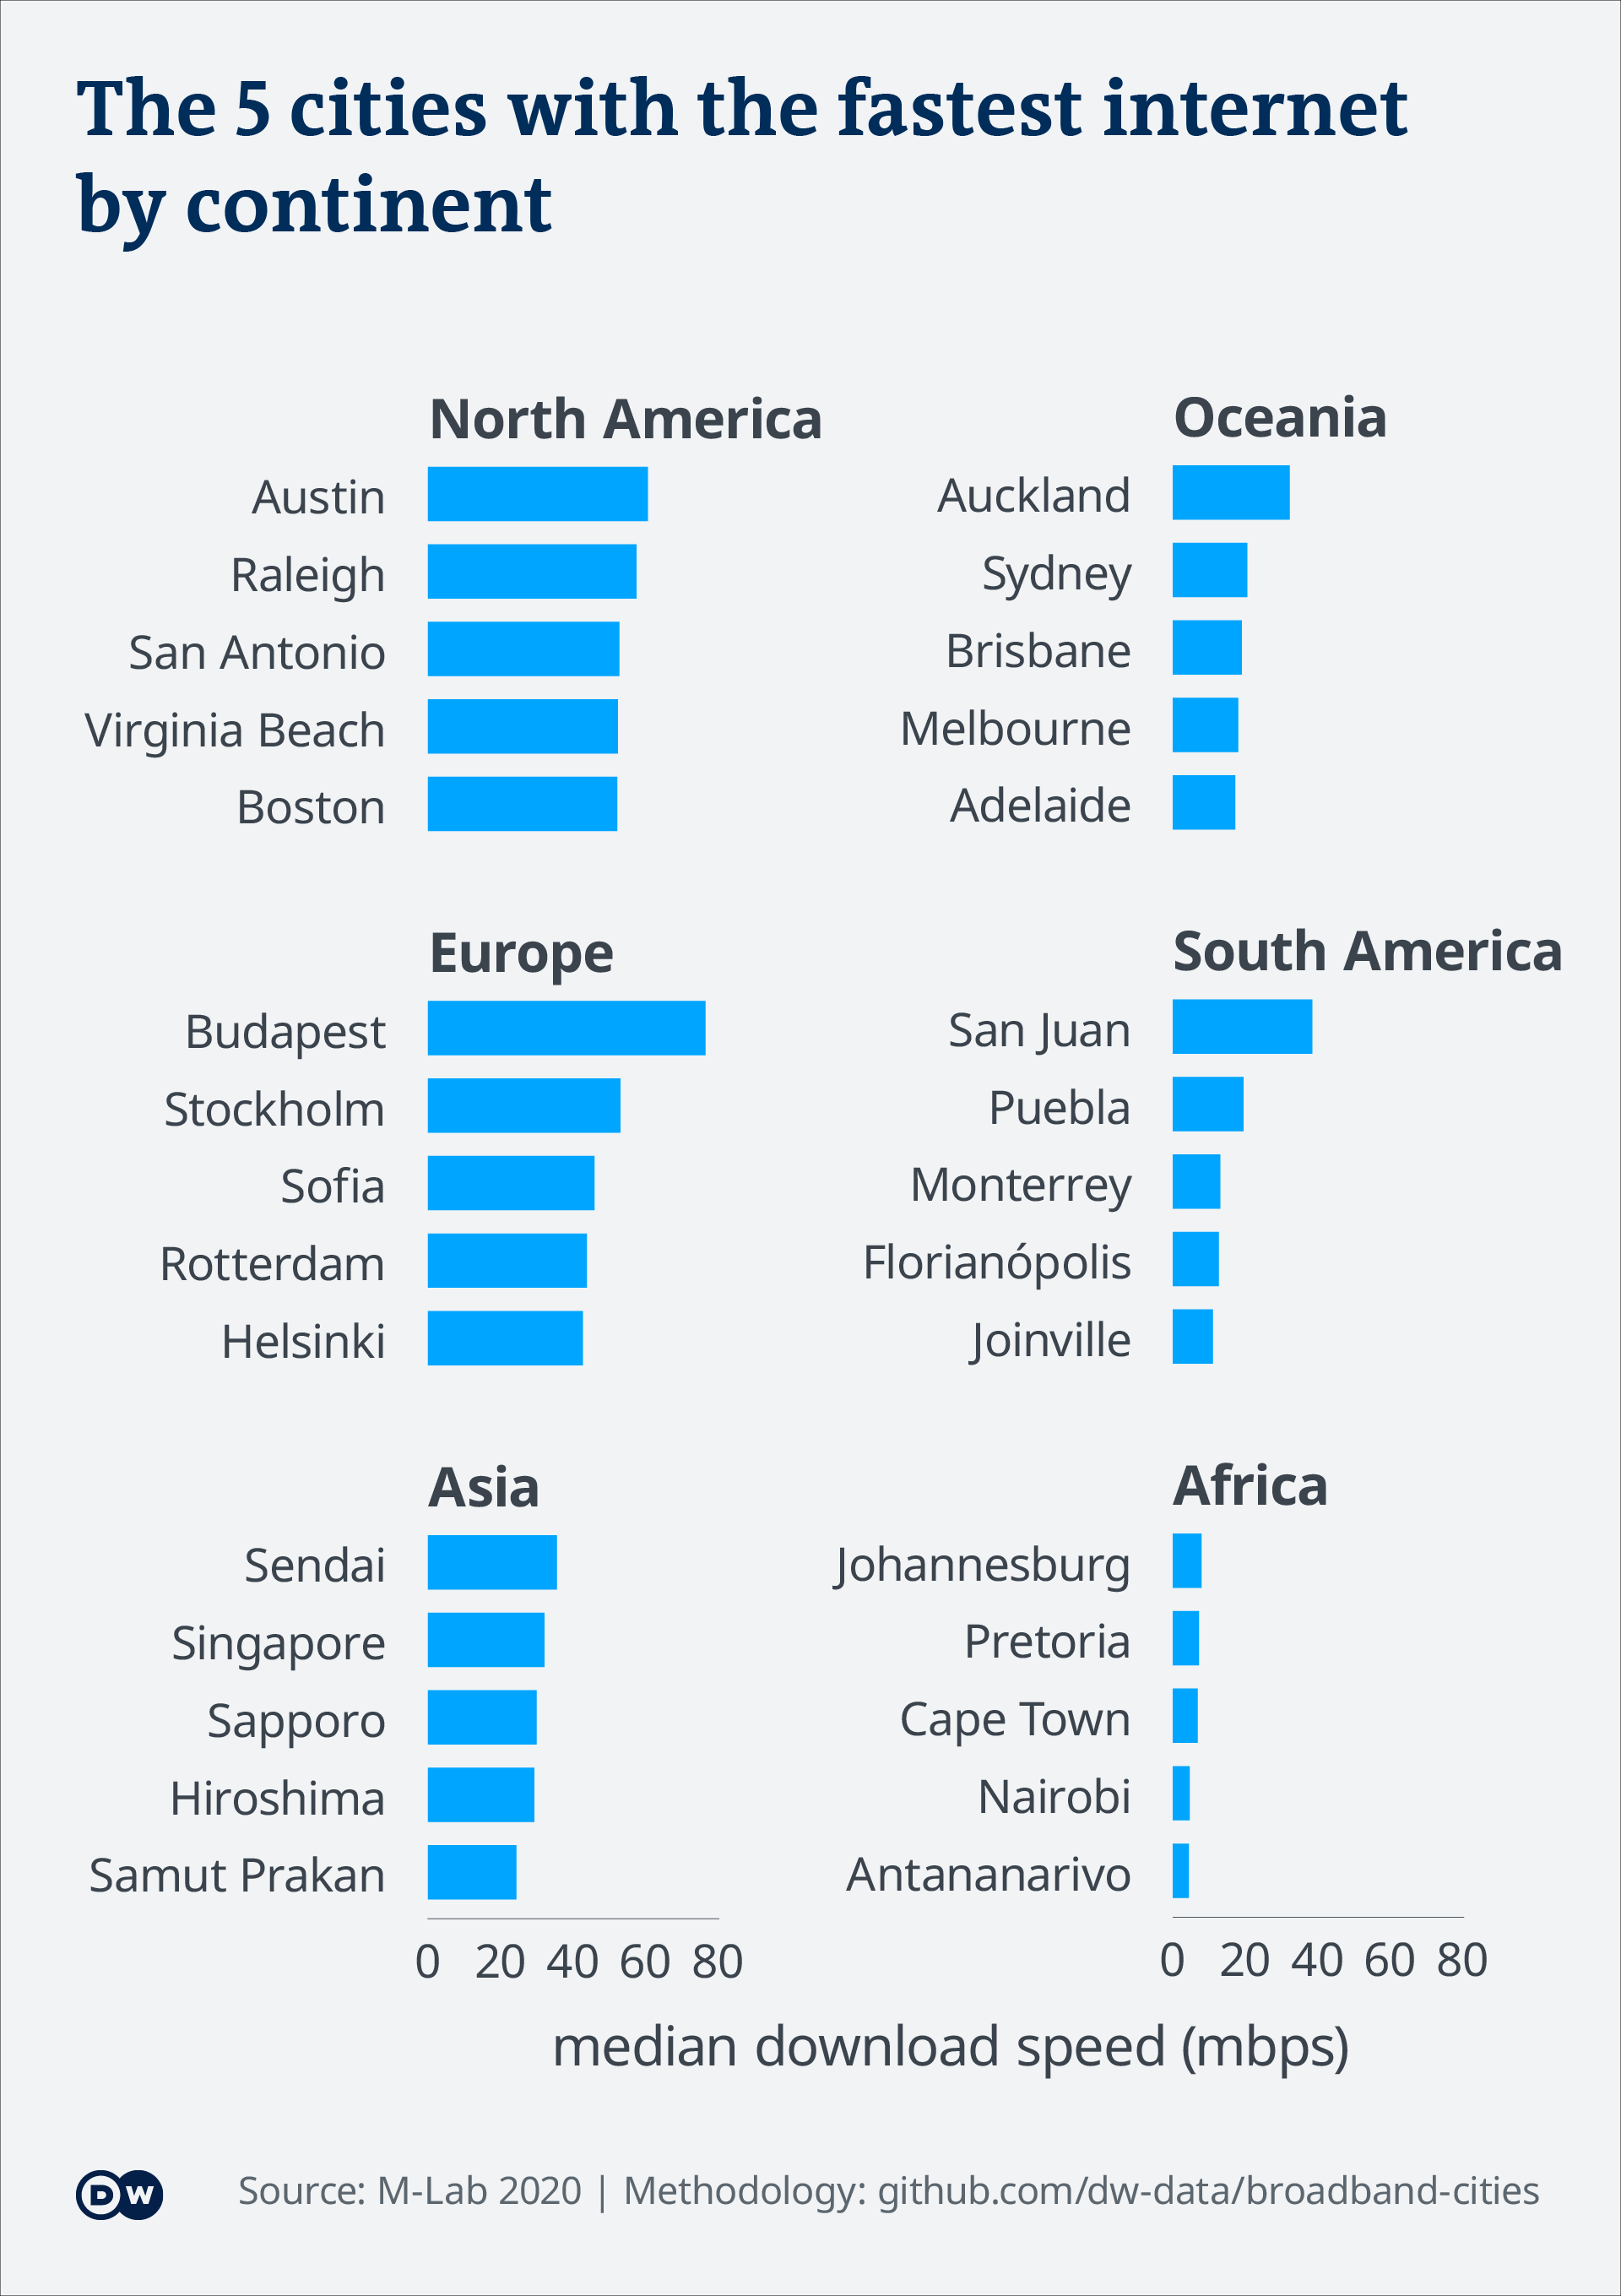 The 5 cities with the fastest internet
by continent
North America
Austin
Raleigh
San Antonio
Virginia Beach
Boston
Oceania
Auckland
Sydney
Brisbane
Melbourne
Adelaide
Europe
Budapest
Stockholm
Sofia
Rotterdam
Helsinki
South America
San Juan
Puebla
Monterrey
Florianópolis
Joinville
Asia
Sendai
Singapore
Sapporo
Hiroshima
Samut Prakan
0 20 40 60 80
Africa
Johannesburg
Pretoria
Cape Town
Nairobi
Antananarivo
0 20 40 60 80
median download speed (mbps)
DW
Source: M-Lab 2020 | Methodology: github.com/dw-data/broadband-cities